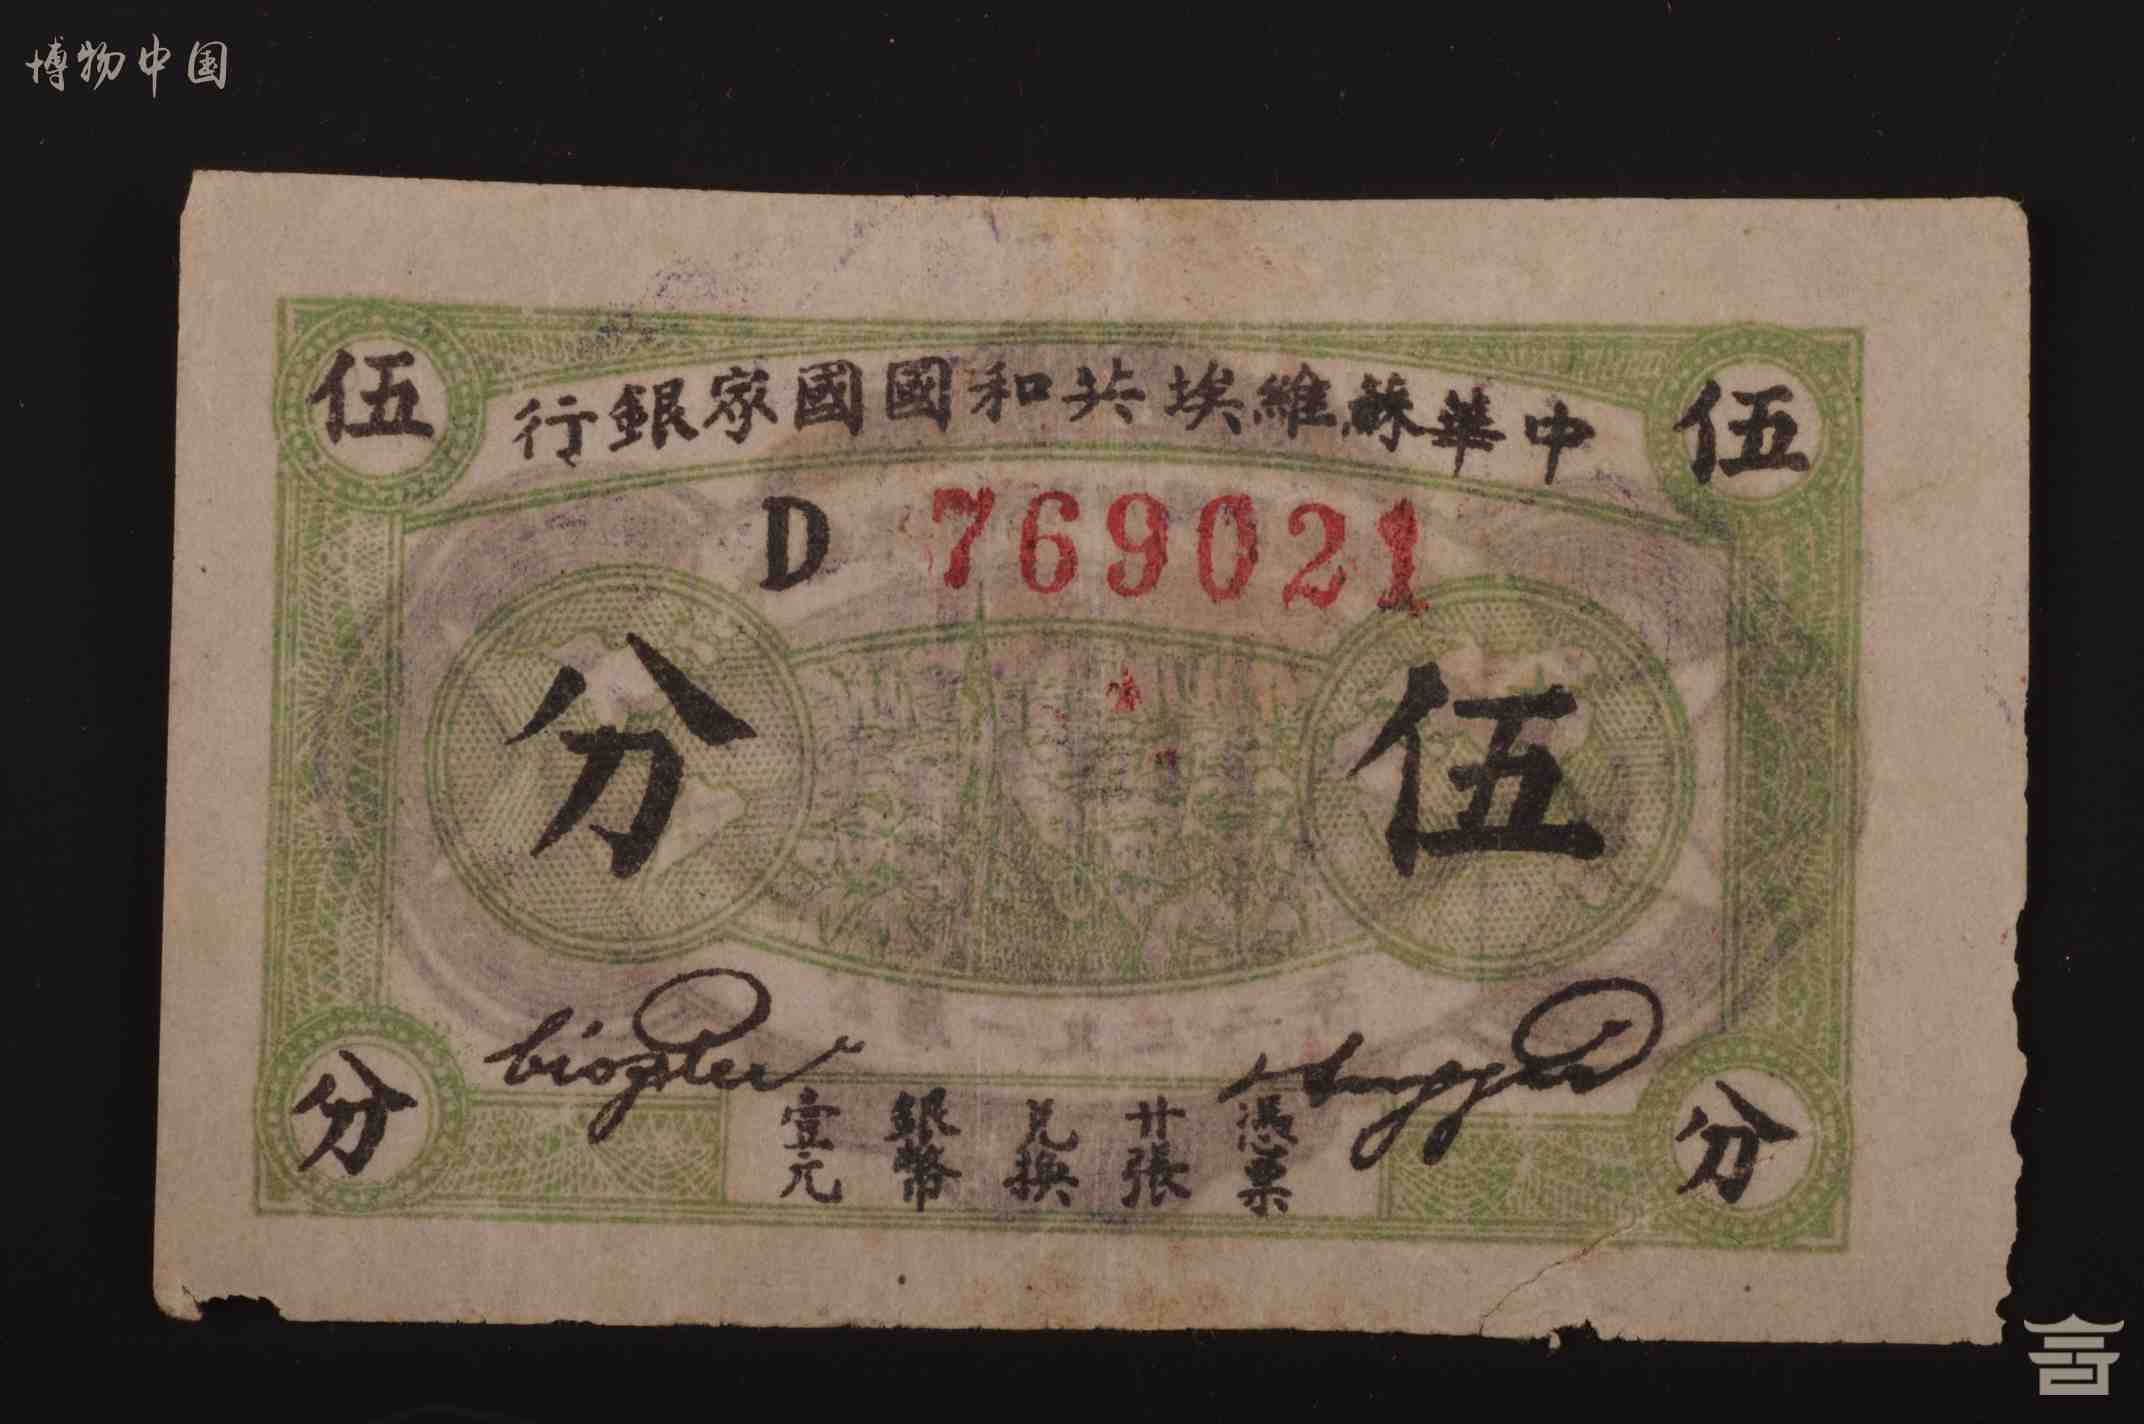 博物中国
中華蘇維埃共和國國家銀行
伍
伍
D 769021
伍分
憑票
廿張
兌換
銀幣
壹元
分
分